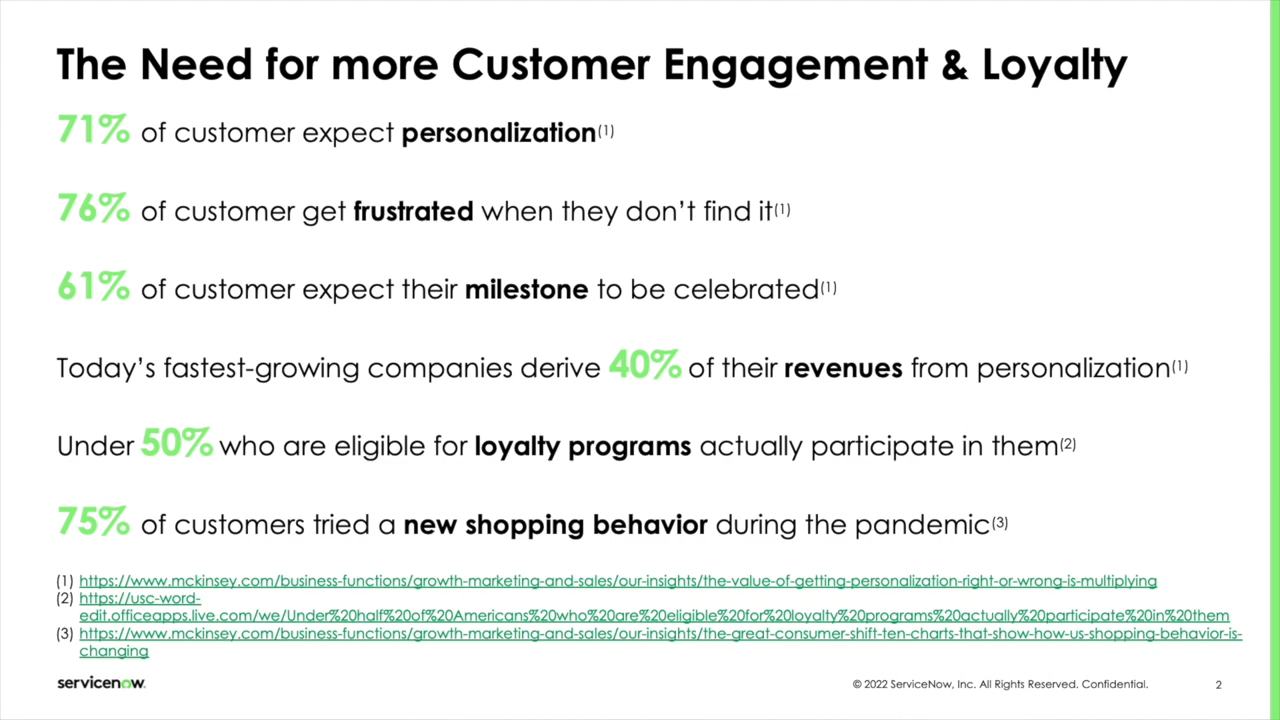 The Need for more Customer Engagement & Loyalty
71% of customer expect personalization(1)
76% of customer get frustrated when they don’t find it(1)
61% of customer expect their milestone to be celebrated(1)
Today’s fastest-growing companies derive 40% of their revenues from personalization(1)
Under 50% who are eligible for loyalty programs actually participate in them(2)
75% of customers tried a new shopping behavior during the pandemic(3)
(1) https://www.mckinsey.com/business-functions/growth-marketing-and-sales/our-insights/the-value-of-getting-personalization-right-or-wrong-is-multiplying
(2) https://usc-word-
edit.officeapps.live.com/we/Under%20half%20of%20Americans%20who%20are%20eligible%20for%20loyalty%20programs%20actually%20participate%20in%20them
(3) https://www.mckinsey.com/business-functions/growth-marketing-and-sales/our-insights/the-great-consumer-shift-ten-charts-that-show-how-us-shopping-behavior-is-
changing
servicenow.
© 2022 ServiceNow, Inc. All Rights Reserved. Confidential.
2